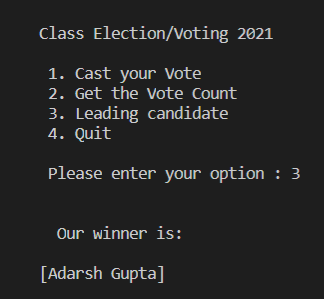 Class Election/Voting 2021
1. Cast your Vote
2. Get the Vote Count
3. Leading candidate
4. Quit
Please enter your option : 3
Our winner is:
[Adarsh Gupta]